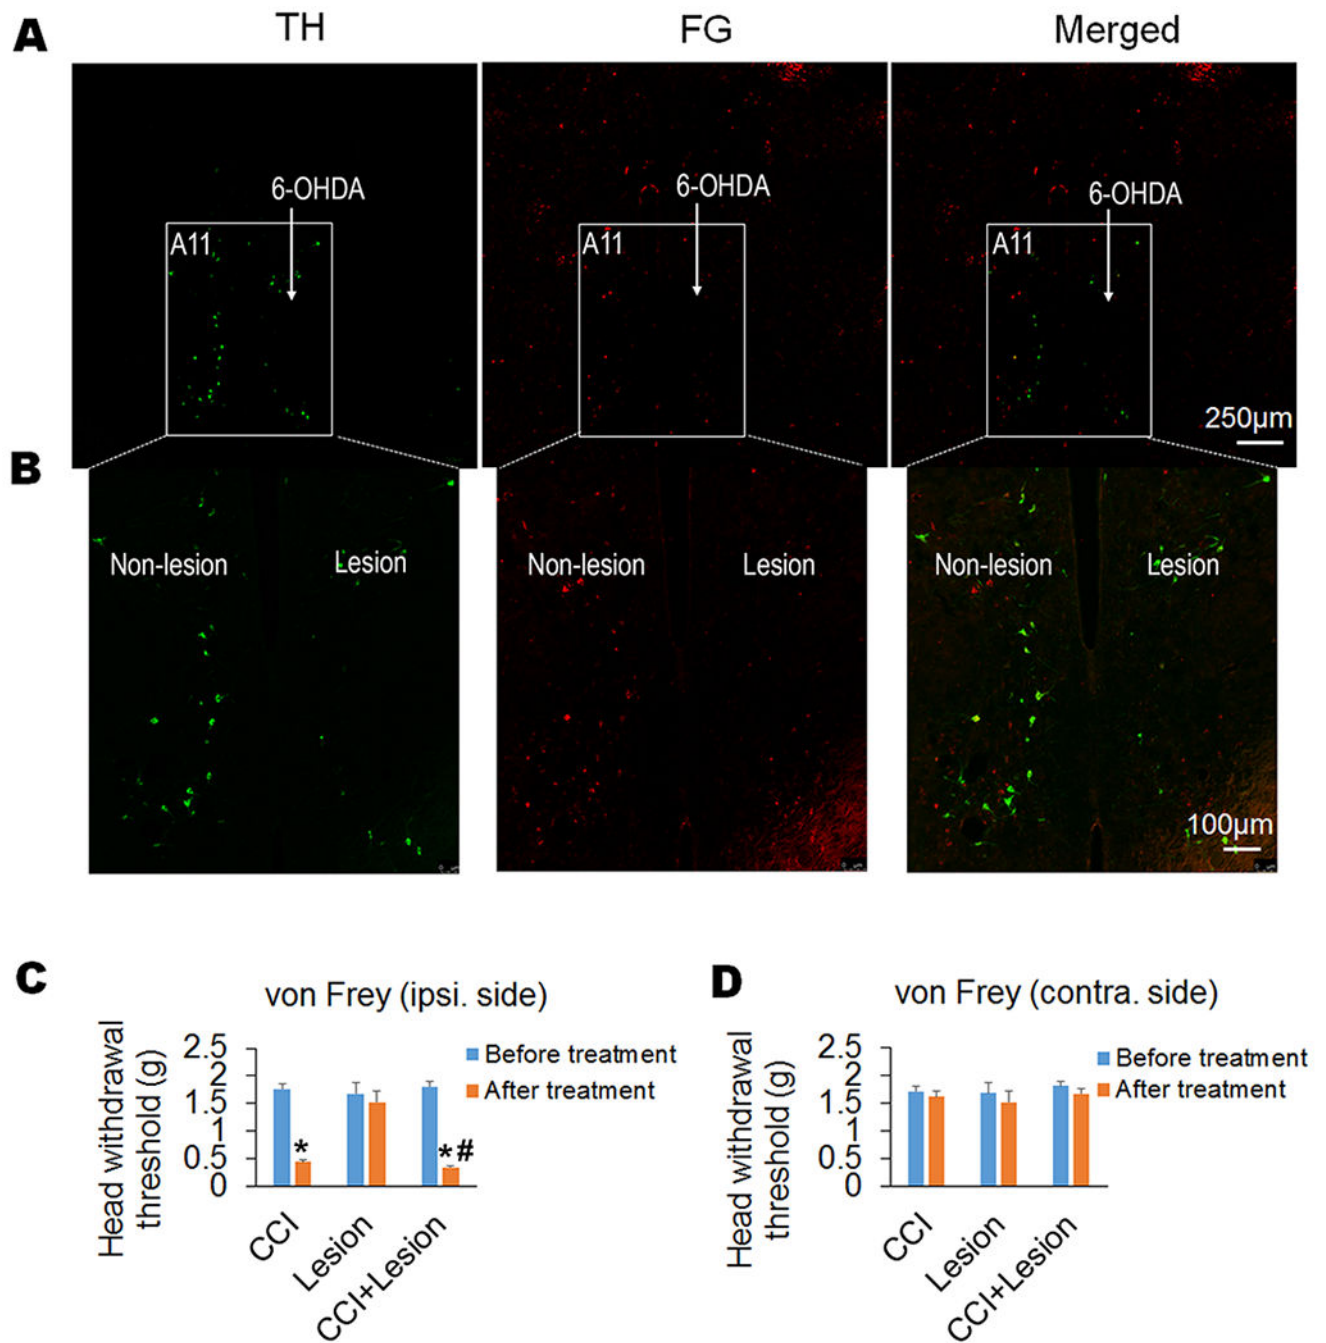 A
TH
FG
Merged
6-OHDA
6-OHDA
6-OHDA
A11
A11
A11
250µm
B
Non-lesion
Lesion
Non-lesion
Lesion
Non-lesion
Lesion
100µm
C
von Frey (ipsi. side)
Head withdrawal
threshold (g)
2.5
2
1.5
1
0.5
0
Before treatment
After treatment
*
*#
CCI
Lesion
CCI+Lesion
D
von Frey (contra. side)
Head withdrawal
threshold (g)
2.5
2
1.5
1
0.5
0
Before treatment
After treatment
CCI
Lesion
CCI+Lesion